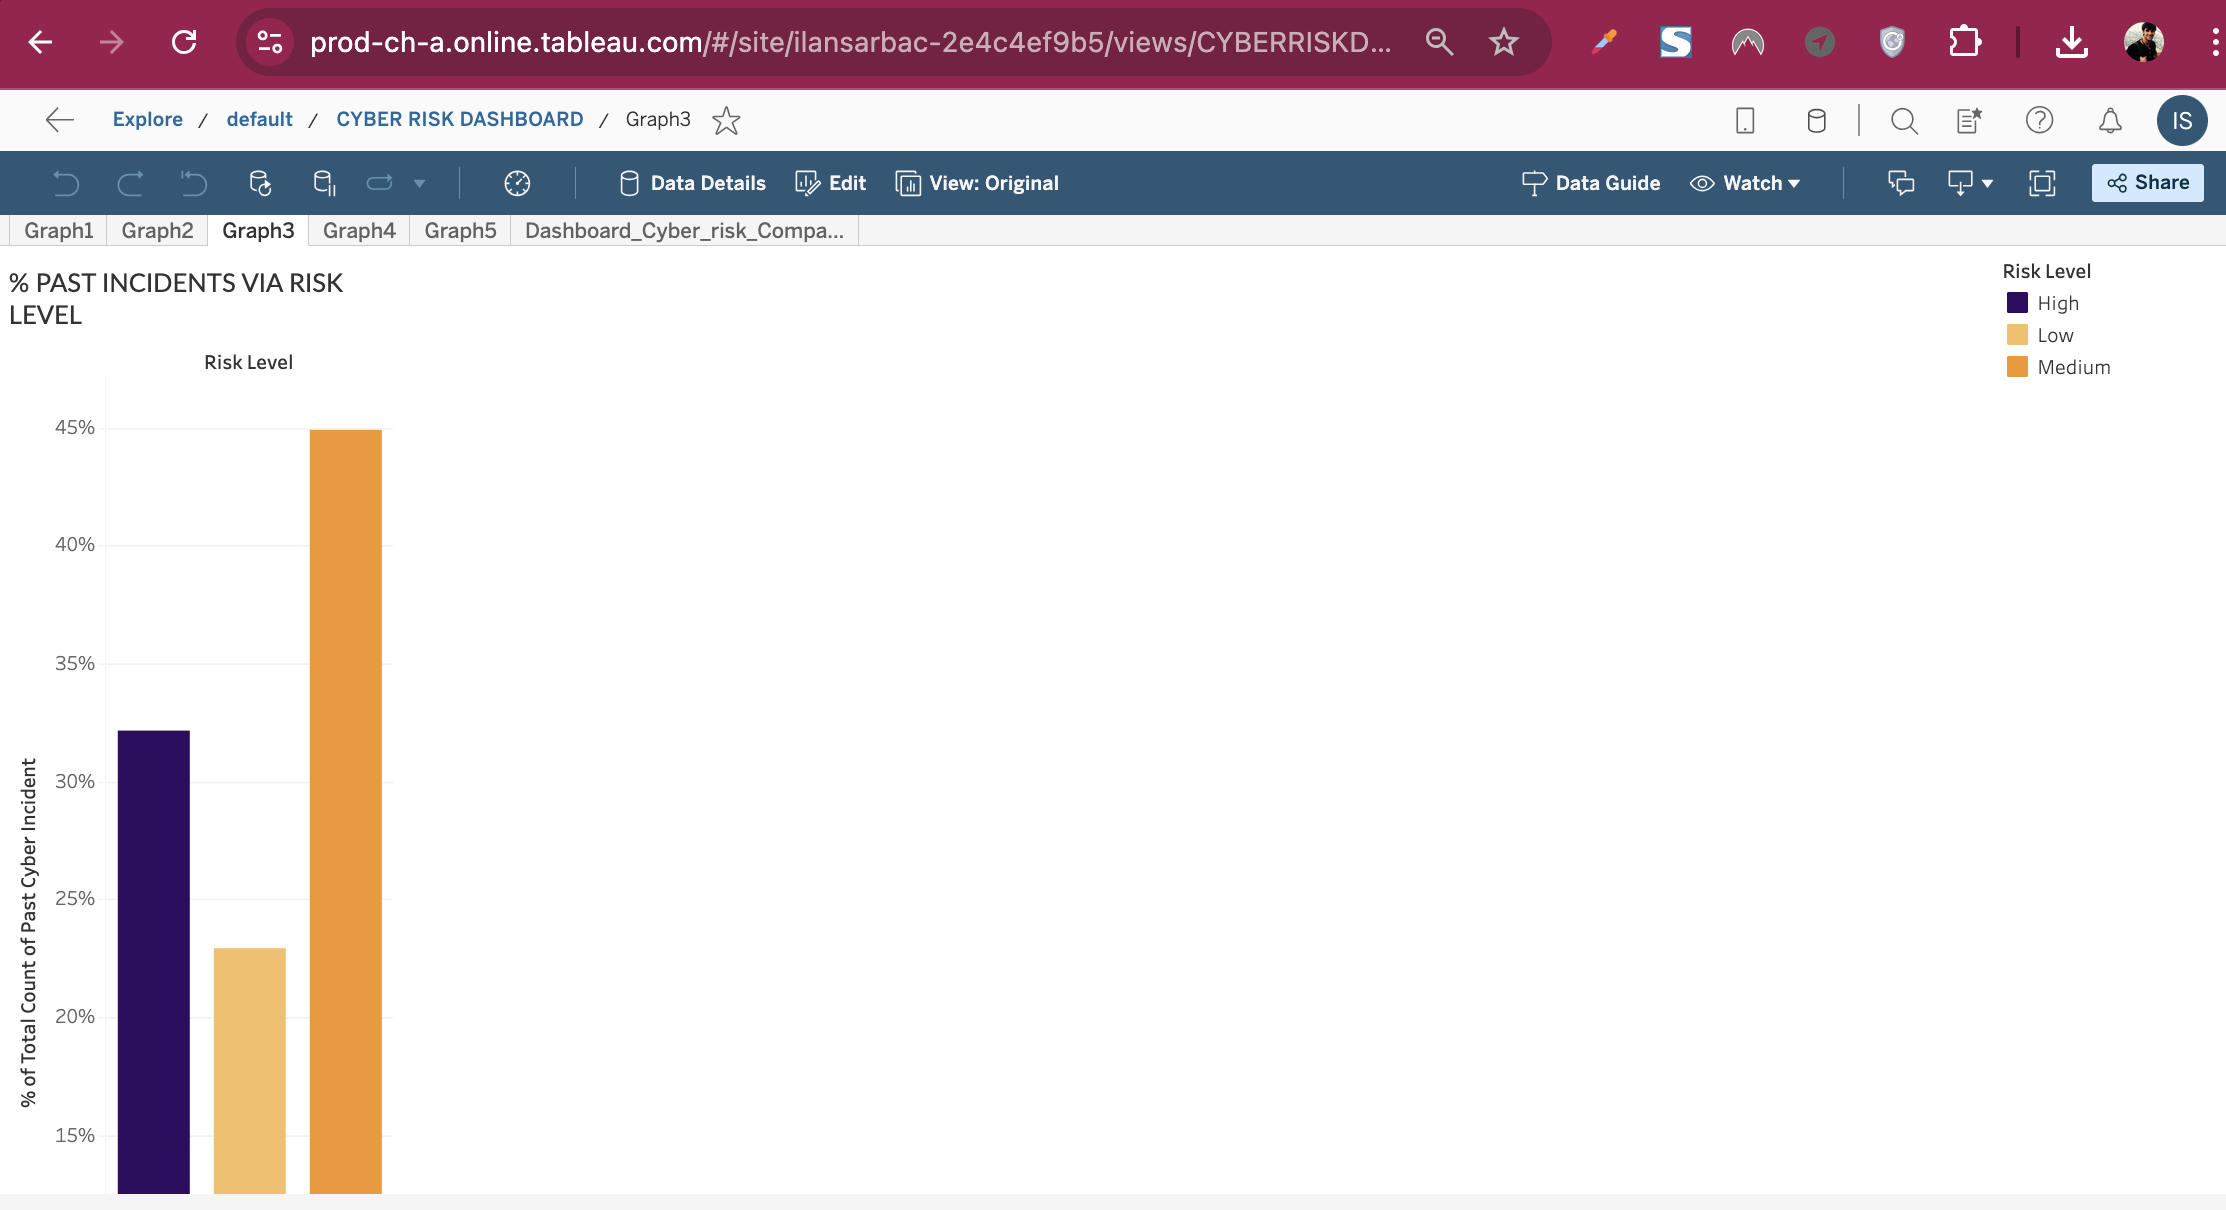 prod-ch-a.online.tableau.com/#/site/ilansarbac-2e4c4ef9b5/views/CYBERRISKD...
Explore / default / CYBER RISK DASHBOARD / Graph3
IS
Data Details Edit View: Original Data Guide Watch Share
Graph1 Graph2 Graph3 Graph4 Graph5 Dashboard_Cyber_risk_Compa...
% PAST INCIDENTS VIA RISK
LEVEL
Risk Level
High
Low
Medium
Risk Level
45%
40%
35%
30%
25%
20%
15%
% of Total Count of Past Cyber Incident